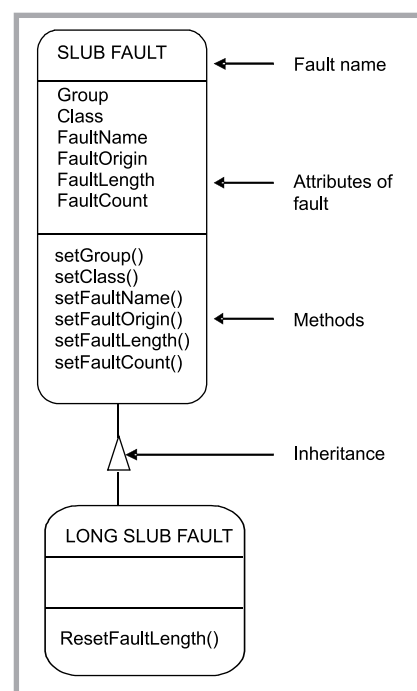 SLUB FAULT
Fault name
Group
Class
FaultName
FaultOrigin
FaultLength
FaultCount
Attributes of
fault
setGroup()
setClass()
setFaultName()
setFaultOrigin()
setFaultLength()
setFaultCount()
Methods
Inheritance
LONG SLUB FAULT
ResetFaultLength()